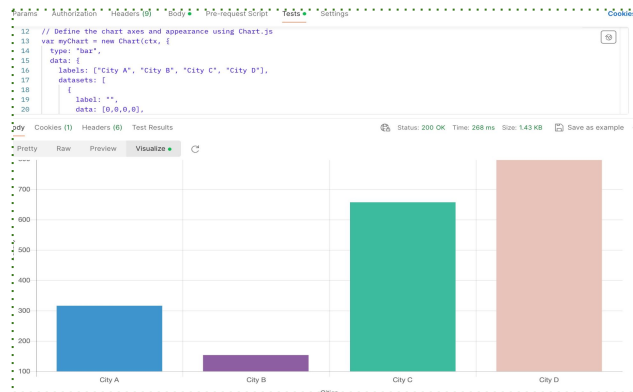 Params Authorization Headers (9) Body Pre-request Script Tests Settings Cookies
12 // Define the chart axes and appearance using Chart.js
13 var myChart = new Chart(ctx, {
14 type: "bar",
15 data: {
16 labels: ["City A", "City B", "City C", "City D"],
17 datasets: [
18 {
19 label: "",
20 data: [0,0,0,0],
ody Cookies (1) Headers (6) Test Results Status: 200 OK Time: 268 ms Size: 1.43 KB Save as example
Pretty Raw Preview Visualize
700
600
500
400
300
200
100
City A City B City C City D